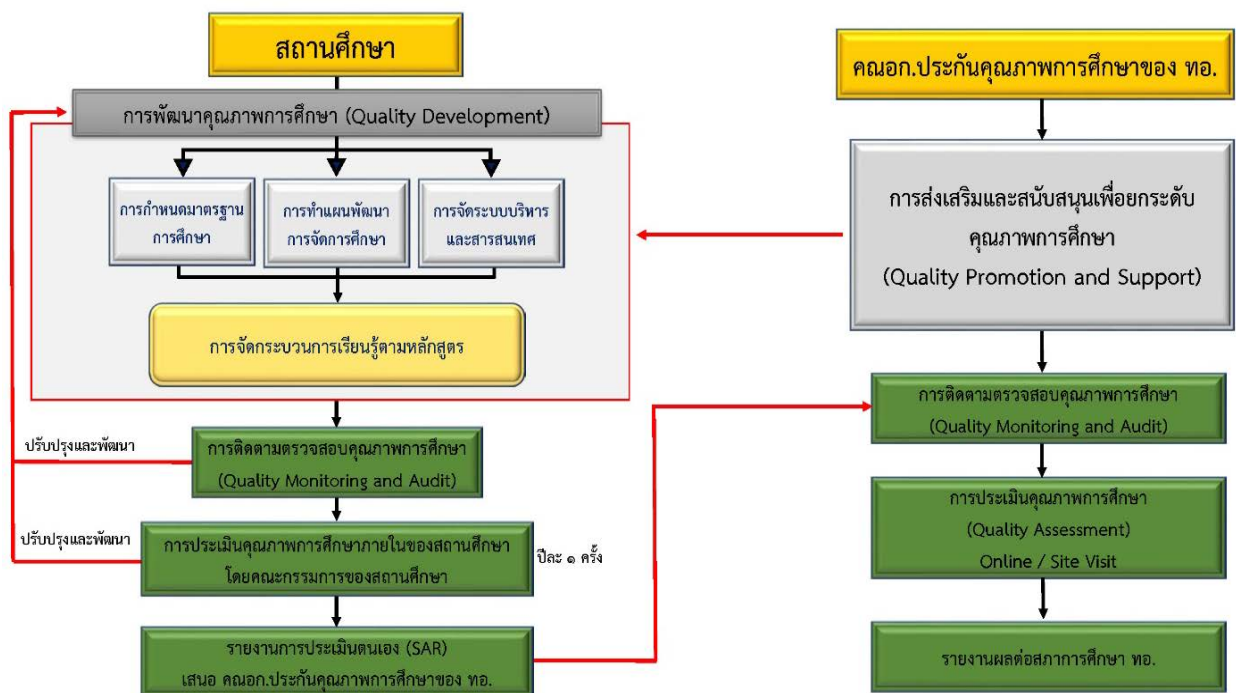 สถานศึกษา
การพัฒนาคุณภาพการศึกษา (Quality Development)
การกำหนดมาตรฐาน
การศึกษา
การทำแผนพัฒนา
การจัดการศึกษา
การจัดระบบบริหาร
และสารสนเทศ
การจัดกระบวนการเรียนรู้ตามหลักสูตร
ปรับปรุงและพัฒนา
การติดตามตรวจสอบคุณภาพการศึกษา
(Quality Monitoring and Audit)
ปรับปรุงและพัฒนา
การประเมินคุณภาพการศึกษาภายในของสถานศึกษา
โดยคณะกรรมการของสถานศึกษา
ปีละ ๑ ครั้ง
รายงานการประเมินตนเอง (SAR)
เสนอ คณอก.ประกันคุณภาพการศึกษาของ ทอ.
คณอก.ประกันคุณภาพการศึกษาของ ทอ.
การส่งเสริมและสนับสนุนเพื่อยกระดับ
คุณภาพการศึกษา
(Quality Promotion and Support)
การติดตามตรวจสอบคุณภาพการศึกษา
(Quality Monitoring and Audit)
การประเมินคุณภาพการศึกษา
(Quality Assessment)
Online / Site Visit
รายงานผลต่อสภาการศึกษา ทอ.